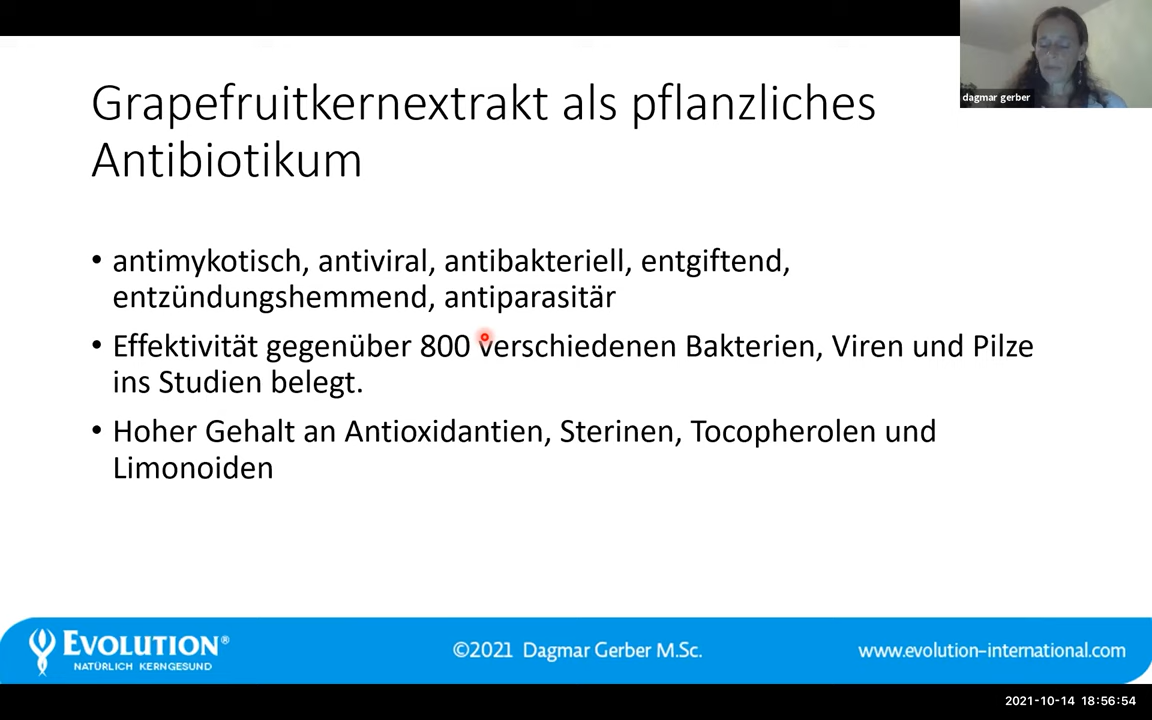 dagmar gerber
Grapefruitkernextrakt als pflanzliches
Antibiotikum
• antimykotisch, antiviral, antibakteriell, entgiftend,
entzündungshemmend, antiparasitär
• Effektivität gegenüber 800 verschiedenen Bakterien, Viren und Pilze
ins Studien belegt.
• Hoher Gehalt an Antioxidantien, Sterinen, Tocopherolen und
Limonoiden
EVOLUTION®
NATÜRLICH KERNGESUND
©2021 Dagmar Gerber M.Sc.
www.evolution-international.com
2021-10-14 18:56:54